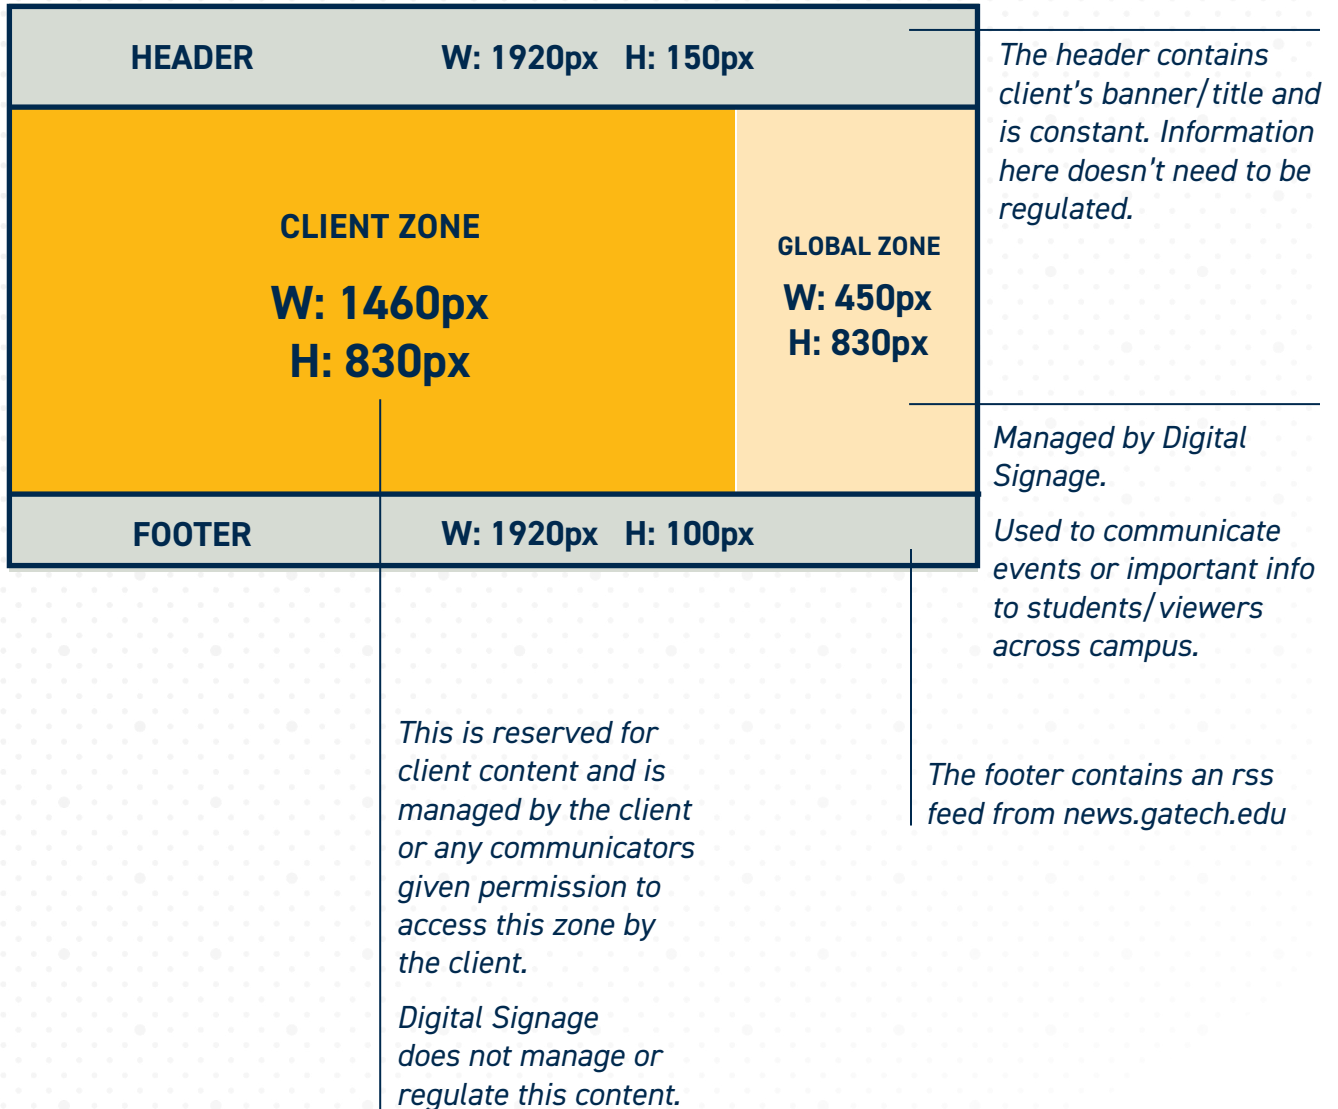 HEADER W: 1920px H: 150px
The header contains
client's banner/title and
is constant. Information
here doesn't need to be
regulated.
CLIENT ZONE
W: 1460px
H: 830px
GLOBAL ZONE
W: 450px
H: 830px
Managed by Digital
Signage.
Used to communicate
events or important info
to students/viewers
across campus.
FOOTER W: 1920px H: 100px
This is reserved for
client content and is
managed by the client
or any communicators
given permission to
access this zone by
the client.
Digital Signage
does not manage or
regulate this content.
The footer contains an rss
feed from news.gatech.edu